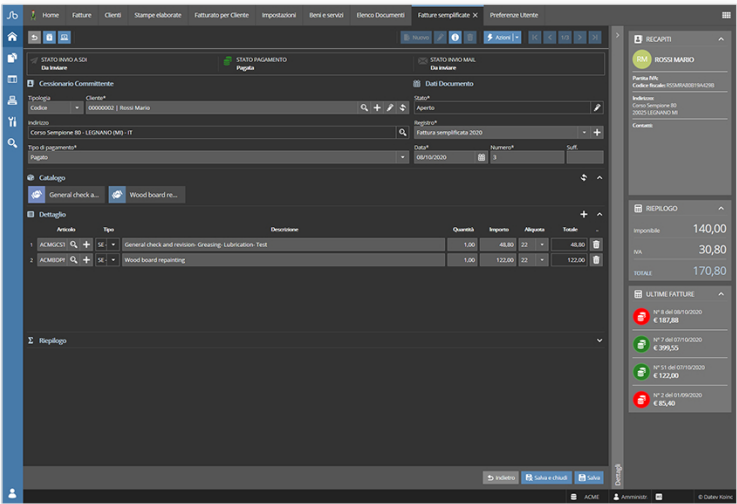 Home Fatture Clienti Stampe elaborate Fatturato per Cliente Impostazioni Beni e servizi Elenco Documenti Fatture semplificate × Preferenze Utente
Nuovo Azioni 1/3
STATO INVIO A SDI
Da inviare
STATO PAGAMENTO
Pagata
STATO INVIO MAIL
Da inviare
Cessionario Committente
Dati Documento
Tipologia Cliente* Stato*
Codice 00000002 | Rossi Mario Aperto
Indirizzo Registro*
Corso Sempione 80 - LEGNANO (MI) - IT Fattura semplificata 2020
Tipo di pagamento* Data* Numero* Suff.
Pagato 08/10/2020 3
Catalogo
General check a... Wood board re...
Dettaglio
Articolo Tipo Descrizione Quantità Importo Aliquota Totale
1 ACMGCS1 SE General check and revision- Greasing- Lubrication- Test 1,00 48,80 22 48,80
2 SE Wood board repainting 1,00 122,00 22 122,00
Σ Riepilogo
Indietro Salva e chiudi Salva
Dettagli
RECAPITI
RM ROSSI MARIO
Partita IVA:
Codice fiscale:
Indirizzo:
Corso Sempione 80
20025 LEGNANO MI
Contatti:
RIEPILOGO
Imponibile 140,00
IVA 30,80
TOTALE 170,80
ULTIME FATTURE
N° 8 del 08/10/2020
€ 187,88
N° 7 del 07/10/2020
€ 399,55
N° 51 del 07/10/2020
€ 122,00
N° 2 del 01/09/2020
€ 85,40
ACME Amministr © Datev Koinos